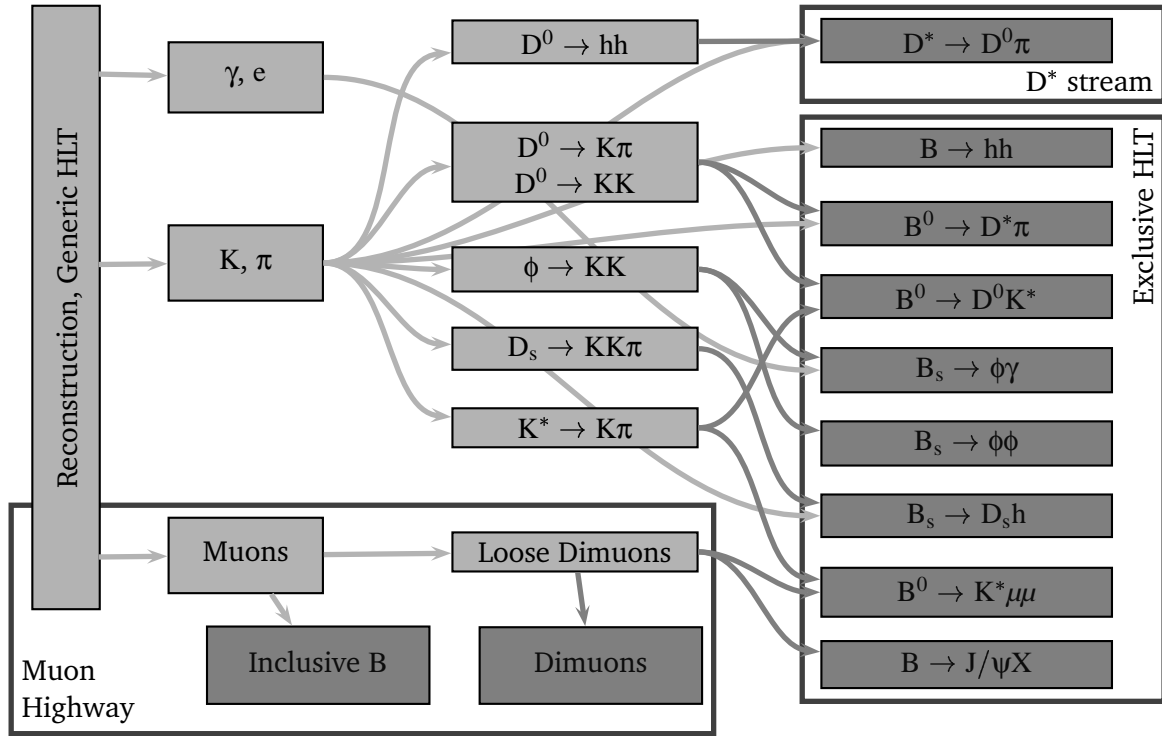 Reconstruction, Generic HLT
γ, e
K, π
D⁰ → hh
D⁰ → Kπ
D⁰ → KK
ϕ → KK
Dₛ → KKπ
K* → Kπ
D* → D⁰π
D* stream
Exclusive HLT
B → hh
B⁰ → D*π
B⁰ → D⁰K*
Bₛ → ϕγ
Bₛ → ϕϕ
Bₛ → Dₛh
B⁰ → K*μμ
B → J/ψX
Muons
Loose Dimuons
Inclusive B
Dimuons
Muon
Highway